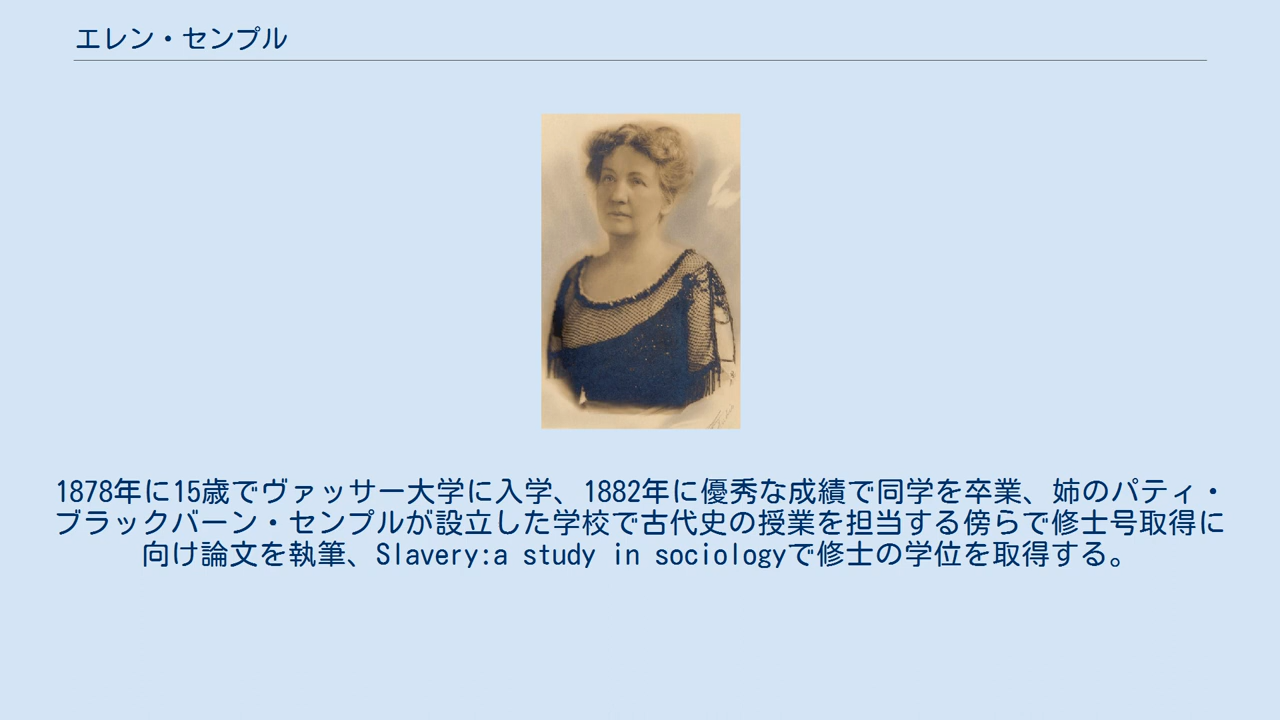 エレン・センプル
1878年に15歳でヴァッサー大学に入学、1882年に優秀な成績で同学を卒業、姉のパティ・
ブラックバーン・センプルが設立した学校で古代史の授業を担当する傍らで修士号取得に
向け論文を執筆、Slavery:a study in sociologyで修士の学位を取得する。